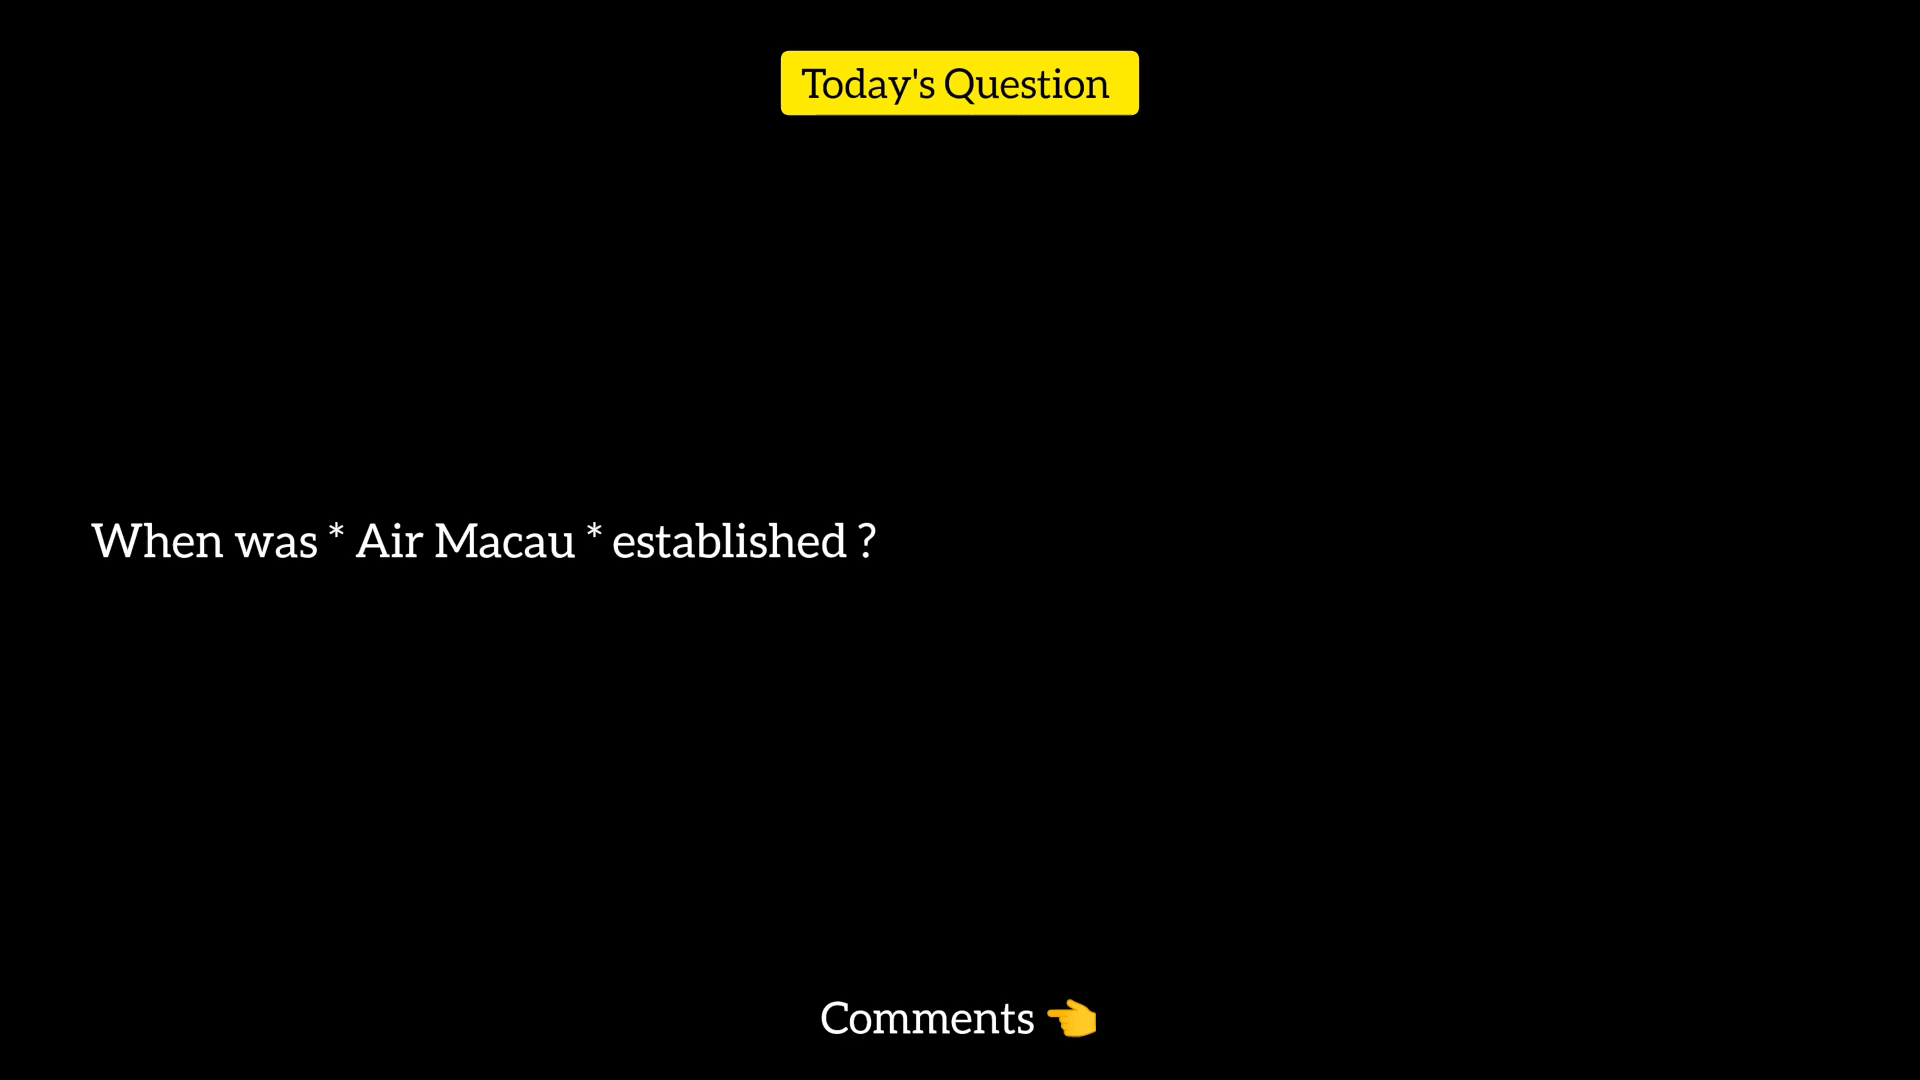 Today's Question
When was * Air Macau * established ?
Comments 👈